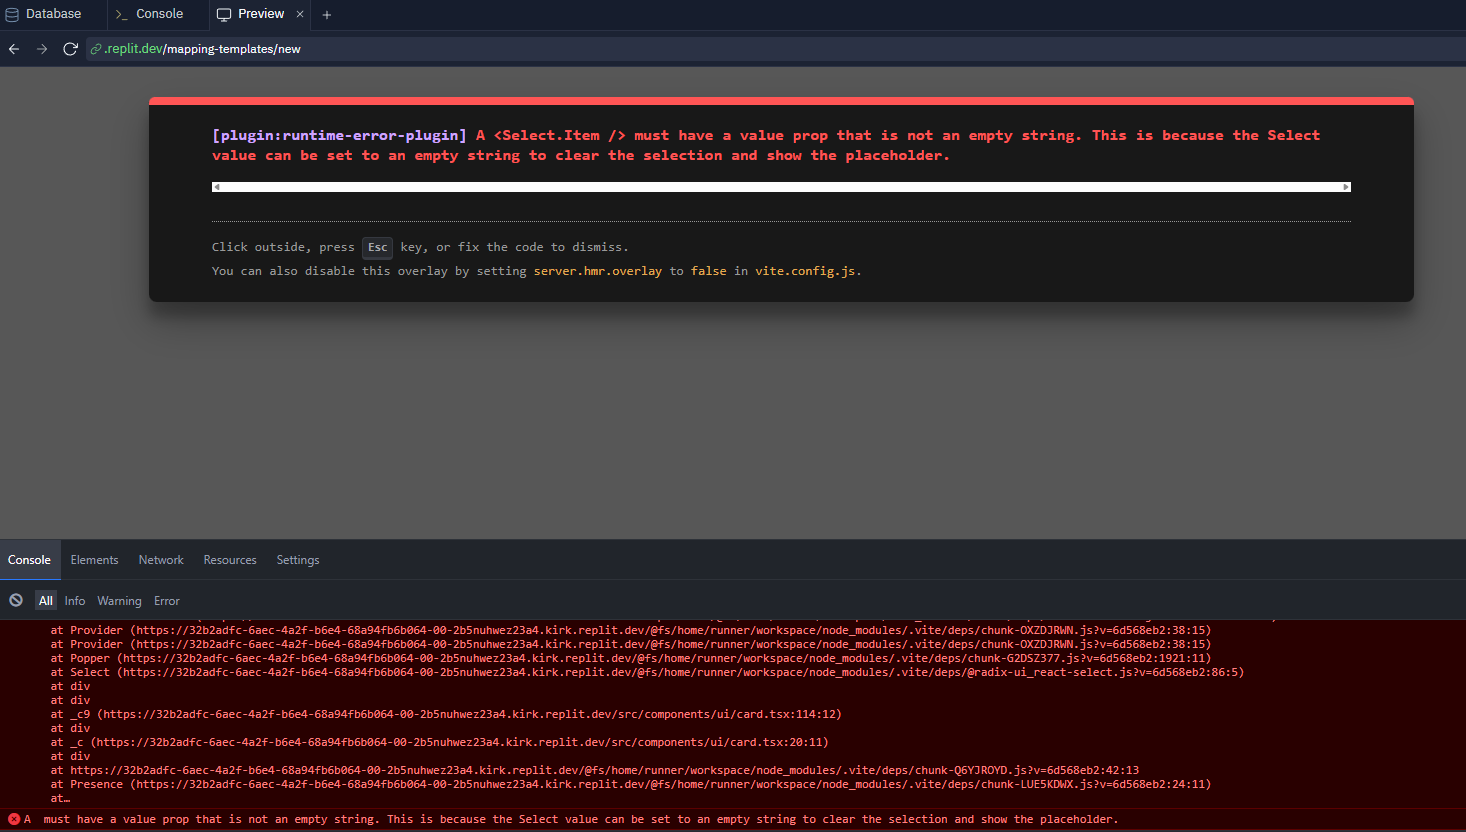 Database
Console
Preview
.replit.dev/mapping-templates/new
[plugin:runtime-error-plugin] A <Select.Item /> must have a value prop that is not an empty string. This is because the Select
value can be set to an empty string to clear the selection and show the placeholder.
Click outside, press Esc key, or fix the code to dismiss.
You can also disable this overlay by setting server.hmr.overlay to false in vite.config.js.
Console Elements Network Resources Settings
All Info Warning Error
at Provider (https://32b2adfc-6aec-4a2f-b6e4-68a94fb6b064-00-2b5nuhwez23a4.kirk.replit.dev/@fs/home/runner/workspace/node_modules/.vite/deps/chunk-OXZDJRWN.js?v=6d568eb2:38:15)
at Provider (https://32b2adfc-6aec-4a2f-b6e4-68a94fb6b064-00-2b5nuhwez23a4.kirk.replit.dev/@fs/home/runner/workspace/node_modules/.vite/deps/chunk-OXZDJRWN.js?v=6d568eb2:38:15)
at Popper (https://32b2adfc-6aec-4a2f-b6e4-68a94fb6b064-00-2b5nuhwez23a4.kirk.replit.dev/@fs/home/runner/workspace/node_modules/.vite/deps/chunk-G2DSZ377.js?v=6d568eb2:1921:11)
at Select (https://32b2adfc-6aec-4a2f-b6e4-68a94fb6b064-00-2b5nuhwez23a4.kirk.replit.dev/@fs/home/runner/workspace/node_modules/.vite/deps/@radix-ui_react-select.js?v=6d568eb2:86:5)
at div
at div
at _c9 (https://32b2adfc-6aec-4a2f-b6e4-68a94fb6b064-00-2b5nuhwez23a4.kirk.replit.dev/src/components/ui/card.tsx:114:12)
at div
at _c (https://32b2adfc-6aec-4a2f-b6e4-68a94fb6b064-00-2b5nuhwez23a4.kirk.replit.dev/src/components/ui/card.tsx:20:11)
at div
at https://32b2adfc-6aec-4a2f-b6e4-68a94fb6b064-00-2b5nuhwez23a4.kirk.replit.dev/@fs/home/runner/workspace/node_modules/.vite/deps/chunk-Q6YJROYD.js?v=6d568eb2:42:13
at Presence (https://32b2adfc-6aec-4a2f-b6e4-68a94fb6b064-00-2b5nuhwez23a4.kirk.replit.dev/@fs/home/runner/workspace/node_modules/.vite/deps/chunk-LUE5KDWX.js?v=6d568eb2:24:11)
at…
A must have a value prop that is not an empty string. This is because the Select value can be set to an empty string to clear the selection and show the placeholder.